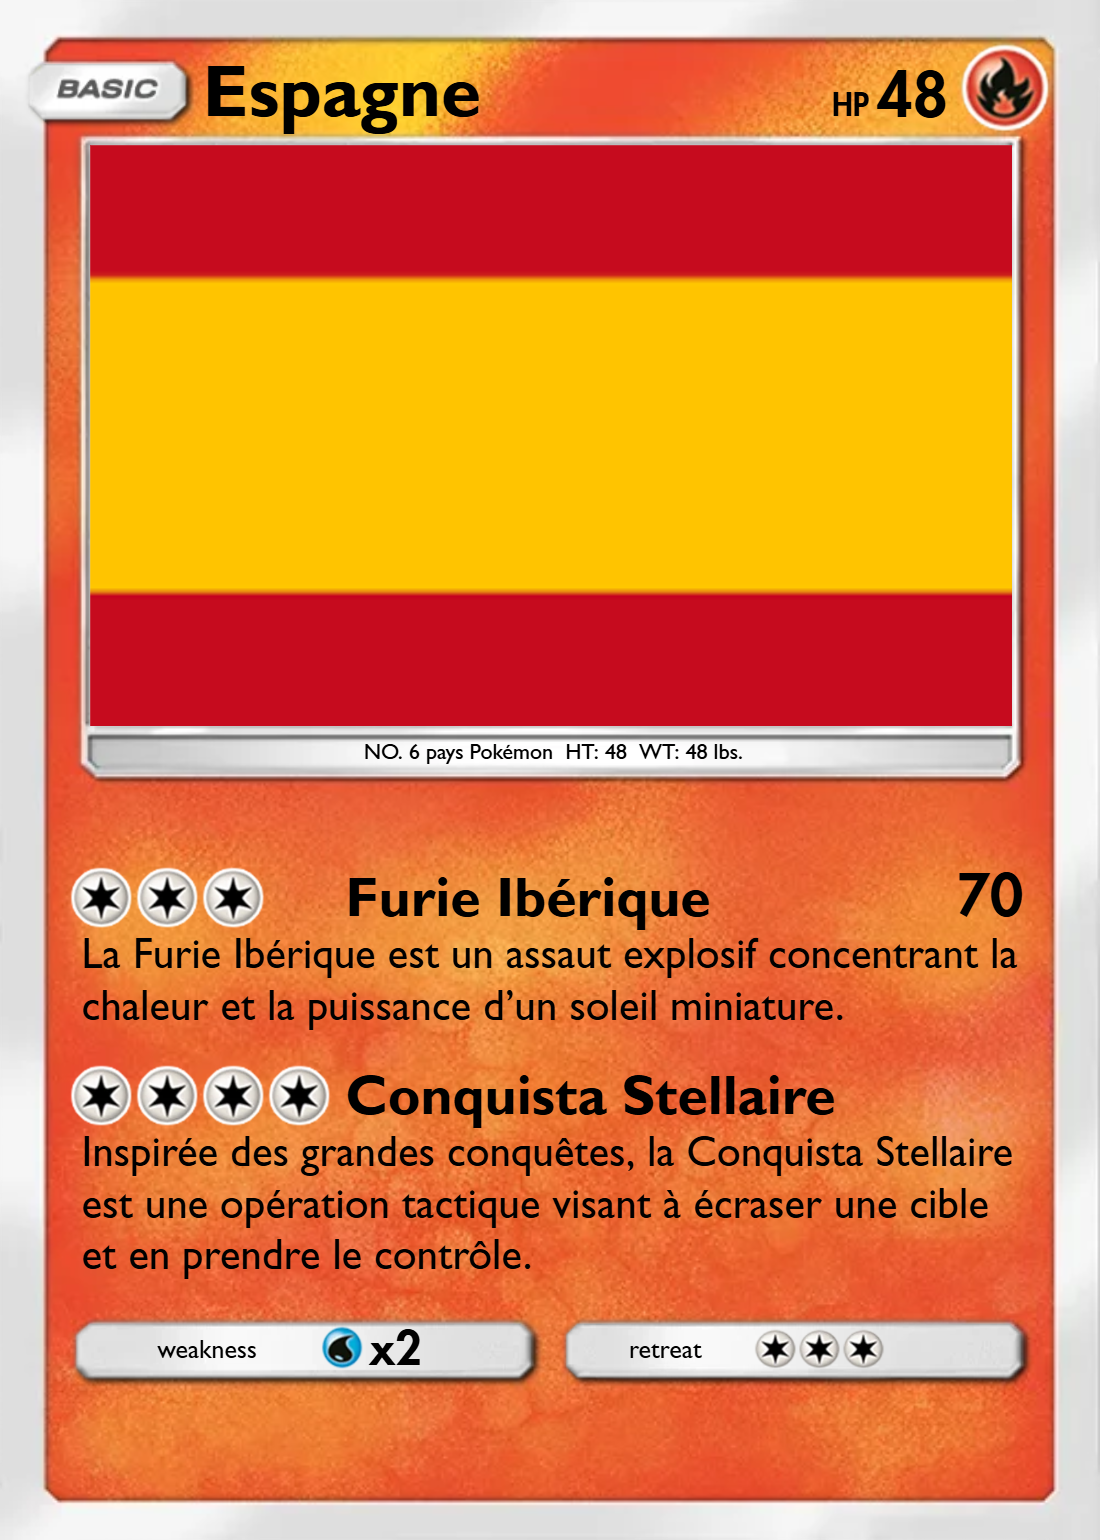 BASIC Espagne HP 48
NO. 6 pays Pokémon HT: 48 WT: 48 lbs.
Furie Ibérique 70
La Furie Ibérique est un assaut explosif concentrant la
chaleur et la puissance d’un soleil miniature.
Conquista Stellaire
Inspirée des grandes conquêtes, la Conquista Stellaire
est une opération tactique visant à écraser une cible
et en prendre le contrôle.
weakness x2 retreat